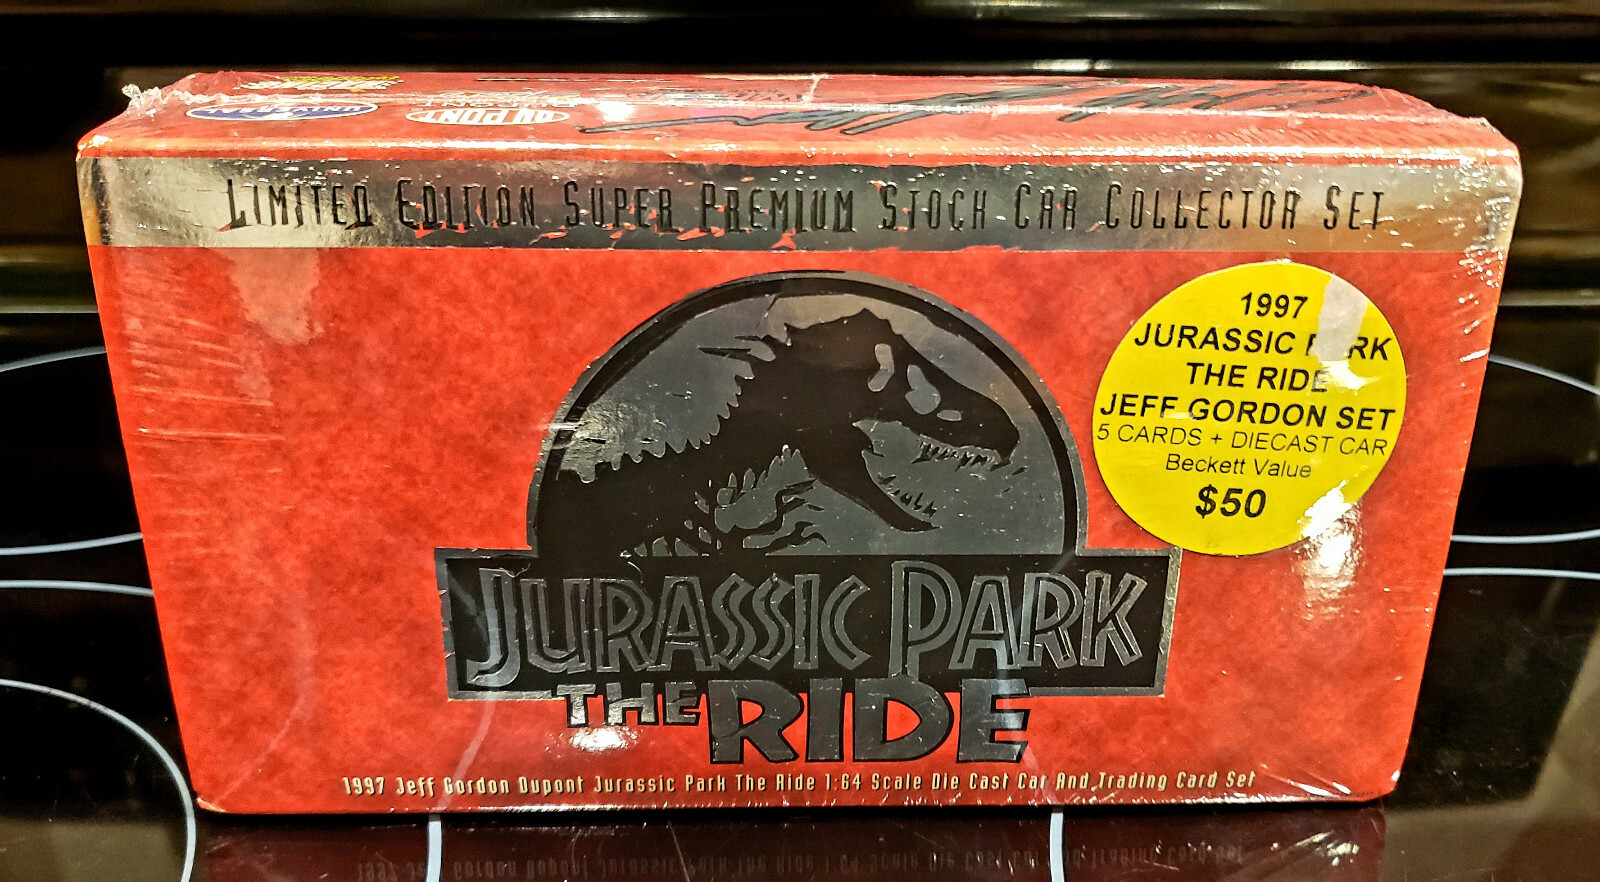 DUPONT
LIMITED EDITION SUPER PREMIUM STOCK CAR COLLECTOR SET
1997
JURASSIC P RK
THE RIDE
JEFF GORDON SET
5 CARDS + DIECAST CAR
Beckett Value
$50
JURASSIC PARK
THE RIDE
1997 Jeff Gordon Dupont Jurassic Park The Ride 1:64 Scale Die Cast Car And Trading Card Set